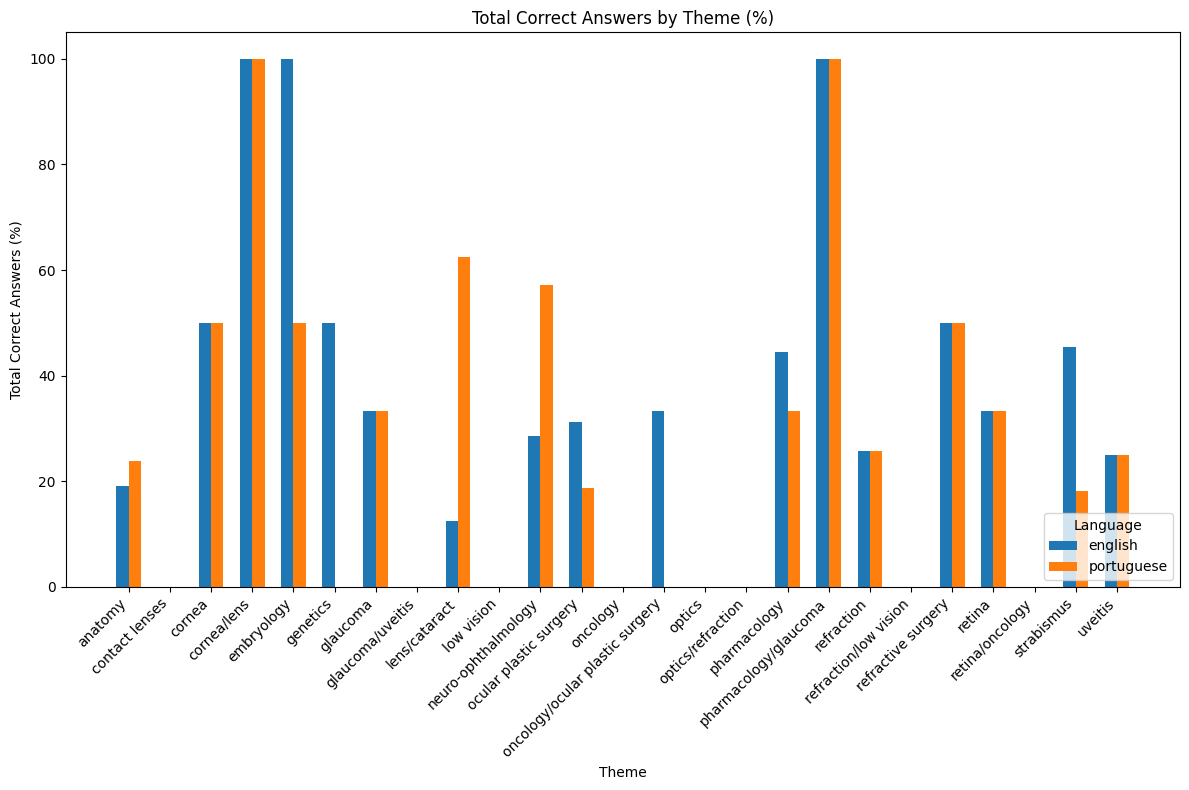 Total Correct Answers by Theme (%)
Total Correct Answers (%)
100
80
60
40
20
0
anatomy
contact lenses
cornea
cornea/lens
embryology
genetics
glaucoma
glaucoma/uveitis
lens/cataract
low vision
neuro-ophthalmology
ocular plastic surgery
oncology
oncology/ocular plastic surgery
optics
optics/refraction
pharmacology
pharmacology/glaucoma
refraction
refraction/low vision
refractive surgery
retina
retina/oncology
strabismus
uveitis
Theme
Language
english
portuguese